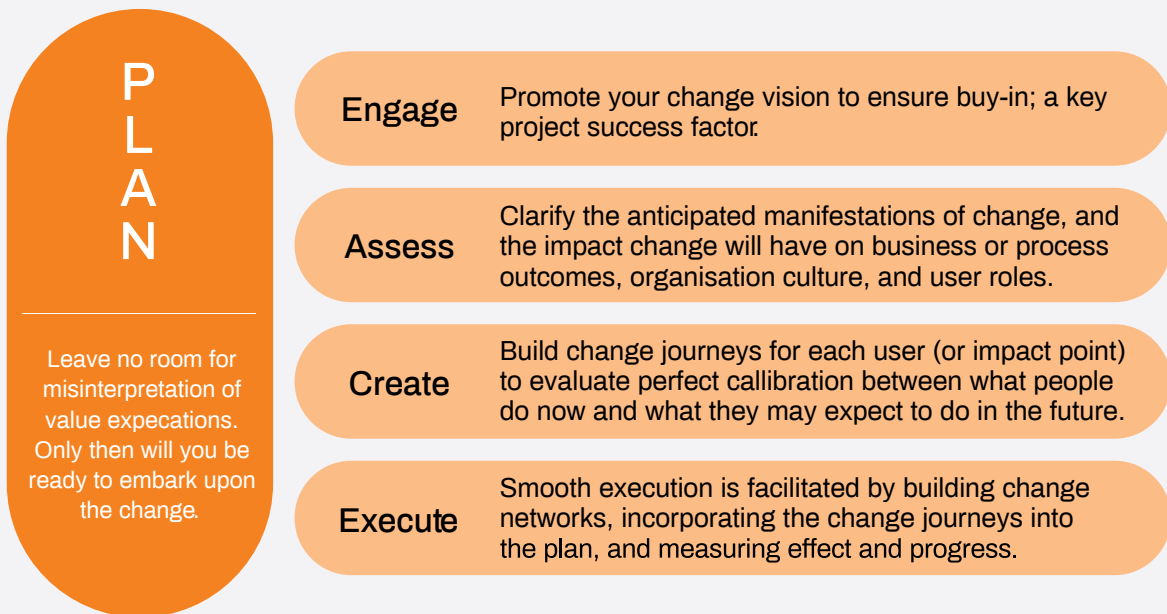 P
L
A
N
Leave no room for
misinterpretation of
value expecations.
Only then will you be
ready to embark upon
the change.
Engage
Promote your change vision to ensure buy-in; a key
project success factor.
Assess
Clarify the anticipated manifestations of change, and
the impact change will have on business or process
outcomes, organisation culture, and user roles.
Create
Build change journeys for each user (or impact point)
to evaluate perfect callibration between what people
do now and what they may expect to do in the future.
Execute
Smooth execution is facilitated by building change
networks, incorporating the change journeys into
the plan, and measuring effect and progress.